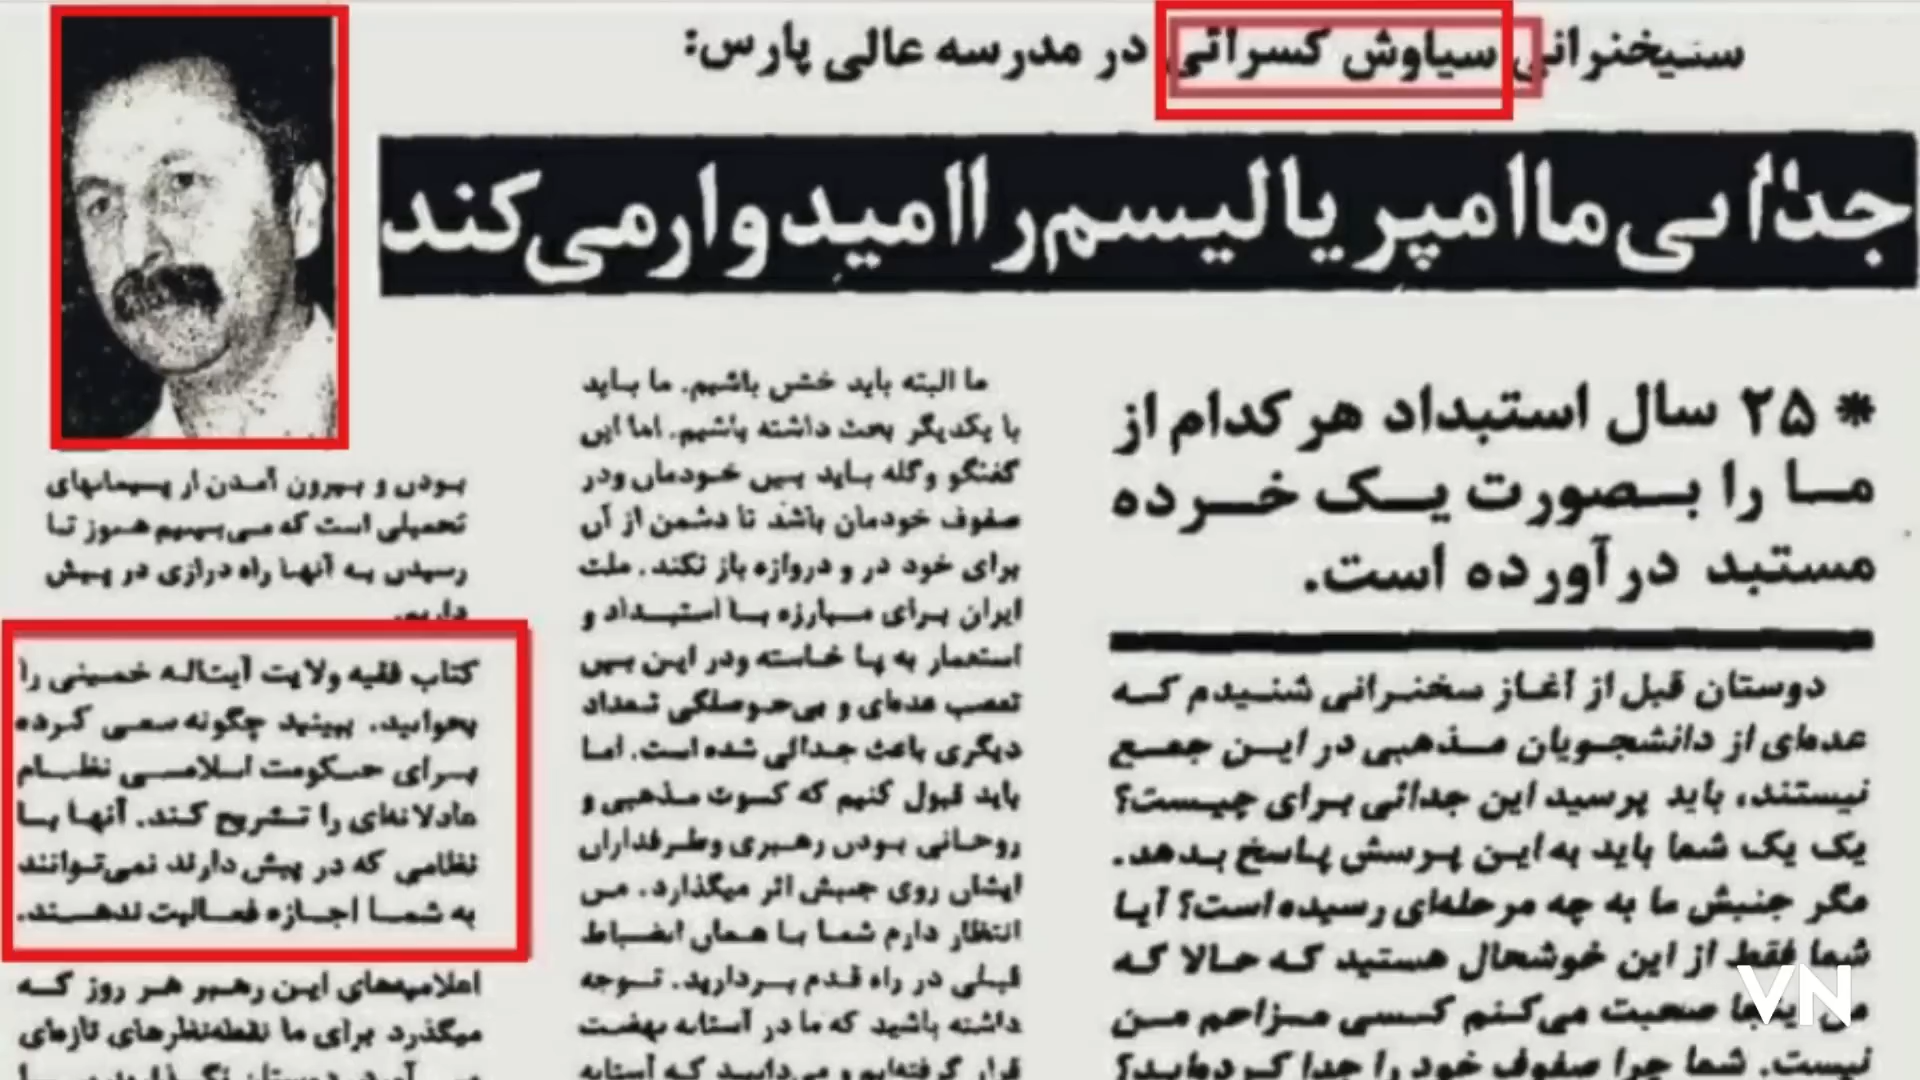 سخنرانی سیاوش کسرائی در مدرسه عالی پارس:
جدائی ما امپریالیسم را امیدوار می‌کند
* ۲۵ سال استبداد هر کدام از
ما را بصورت یک خرده
مستبد درآورده است.
دوستان قبل از آغاز سخنرانی شنیدم که
عده‌ای از دانشجویان مذهبی در این جمع
نیستند، باید پرسید این جدائی برای چیست؟
یک یک شما باید به این پرسش پاسخ بدهد.
مگر جنبش ما به چه مرحله‌ای رسیده است؟ آیا
شما فقط از این خوشحال هستید که حالا که
من اینجا صحبت می‌کنم کسی مزاحم من
نیست. شما چرا صفوف خود را جدا کرده‌اید؟
ما البته باید خشن باشیم. ما باید
با یکدیگر بحث داشته باشیم. اما این
گفتگو و گله باید بین خودمان ودر
صفوف خودمان باشد تا دشمن از آن
برای خود در و دروازه باز نکند. ملت
ایران برای مبارزه با استبداد و
استعمار به پا خاسته ودر این بین
تعصب عده‌ای و بی‌حوصلگی تعداد
دیگری باعث جدائی شده است. اما
باید قبول کنیم که کسوت مذهبی و
روحانی بودن رهبری وطرفداران
ایشان روی جنبش اثر میگذارد. من
انتظار دارم شما با همان انضباط
قبلی در راه قدم بردارید. توجه
داشته باشید که ما در آستانه نهضت
قرار گرفته‌ایم و می‌دانید که آستانه
بودن و بیرون آمدن از پیمانهای
تحمیلی است که می‌بینیم هنوز تا
رسیدن به آنها راه درازی در پیش
داریم.
کتاب فقیه ولایت آیت‌اله خمینی را
بخوانید. ببینید چگونه سعی کرده
برای حکومت اسلامی نظام
عادلانه‌ای را تشریح کند. آنها با
نظامی که در پیش دارند نمی‌توانند
به شما اجازه فعالیت ندهند.
اعلامیه‌های این رهبر هر روز که
میگذرد برای ما نقطه‌نظرهای تازه‌ای
VN